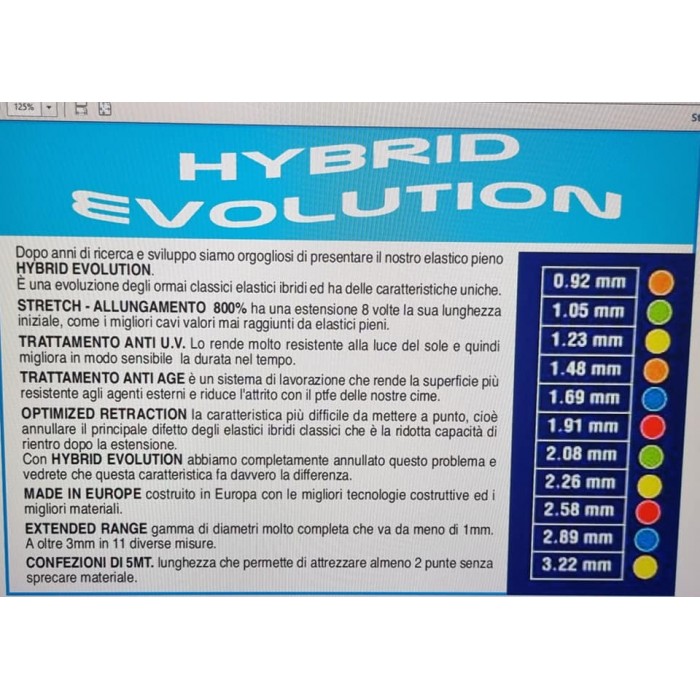 125%
St
HYBRID
EVOLUTION
Dopo anni di ricerca e sviluppo siamo orgogliosi di presentare il nostro elastico pieno
HYBRID EVOLUTION.
È una evoluzione degli ormai classici elastici ibridi ed ha delle caratteristiche uniche.
STRETCH - ALLUNGAMENTO 800% ha una estensione 8 volte la sua lunghezza
iniziale, come i migliori cavi valori mai raggiunti da elastici pieni.
TRATTAMENTO ANTI U.V. Lo rende molto resistente alla luce del sole e quindi
migliora in modo sensibile la durata nel tempo.
TRATTAMENTO ANTI AGE è un sistema di lavorazione che rende la superficie più
resistente agli agenti esterni e riduce l'attrito con il ptfe delle nostre cime.
OPTIMIZED RETRACTION la caratteristica più difficile da mettere a punto, cioè
annullare il principale difetto degli elastici ibridi classici che è la ridotta capacità di
rientro dopo la estensione.
Con HYBRID EVOLUTION abbiamo completamente annullato questo problema e
vedrete che questa caratteristica fa davvero la differenza.
MADE IN EUROPE costruito in Europa con le migliori tecnologie costruttive ed i
migliori materiali.
EXTENDED RANGE gamma di diametri molto completa che va da meno di 1mm.
A oltre 3mm in 11 diverse misure.
CONFEZIONI DI 5MT. lunghezza che permette di attrezzare almeno 2 punte senza
sprecare materiale.
0.92 mm
1.05 mm
1.23 mm
1.48 mm
1.69 mm
1.91 mm
2.08 mm
2.26 mm
2.58 mm
2.89 mm
3.22 mm